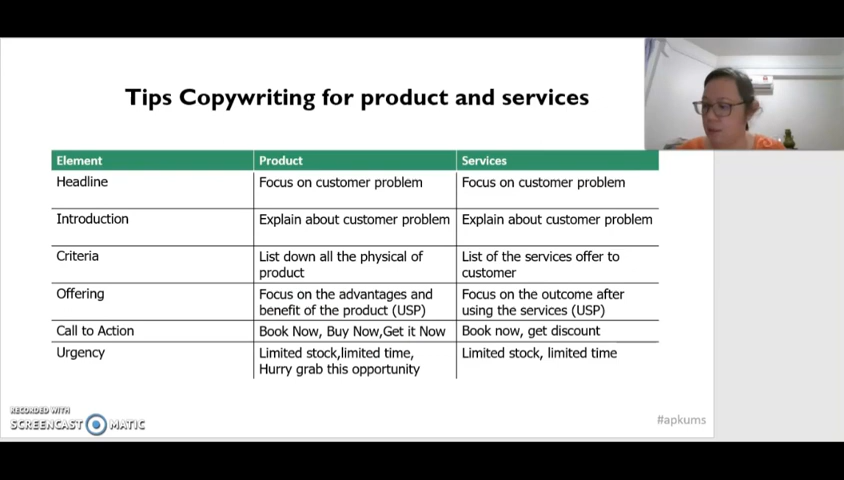 Tips Copywriting for product and services
Element Product Services
Headline Focus on customer problem Focus on customer problem
Introduction Explain about customer problem Explain about customer problem
Criteria List down all the physical of List of the services offer to
product customer
Offering Focus on the advantages and Focus on the outcome after
benefit of the product (USP) using the services (USP)
Call to Action Book Now, Buy Now,Get it Now Book now, get discount
Urgency Limited stock,limited time, Limited stock, limited time
Hurry grab this opportunity
RECORDED WITH
SCREENCAST MATIC
#apkums